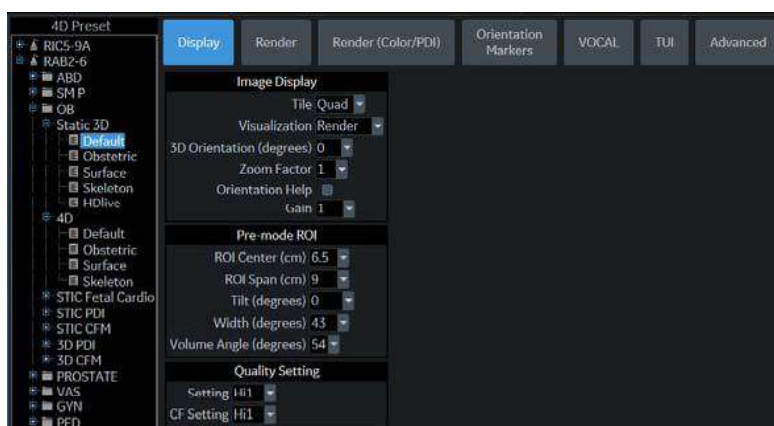 4D Preset
RIC5-9A
RAB2-6
ABD
SM P
OB
Static 3D
Default
Obstetric
Surface
Skeleton
HDlive
4D
Default
Obstetric
Surface
Skeleton
STIC Fetal Cardio
STIC PDI
STIC CFM
3D PDI
3D CFM
PROSTATE
VAS
GYN
PED
Display
Render
Render (Color/PDI)
Orientation
Markers
VOCAL
TUI
Advanced
Image Display
Tile Quad
Visualization Render
3D Orientation (degrees) 0
Zoom Factor 1
Orientation Help
Gain 1
Pre-mode ROI
ROI Center (cm) 6.5
ROI Span (cm) 9
Tilt (degrees) 0
Width (degrees) 43
Volume Angle (degrees) 54
Quality Setting
Setting Hi1
CF Setting Hi1